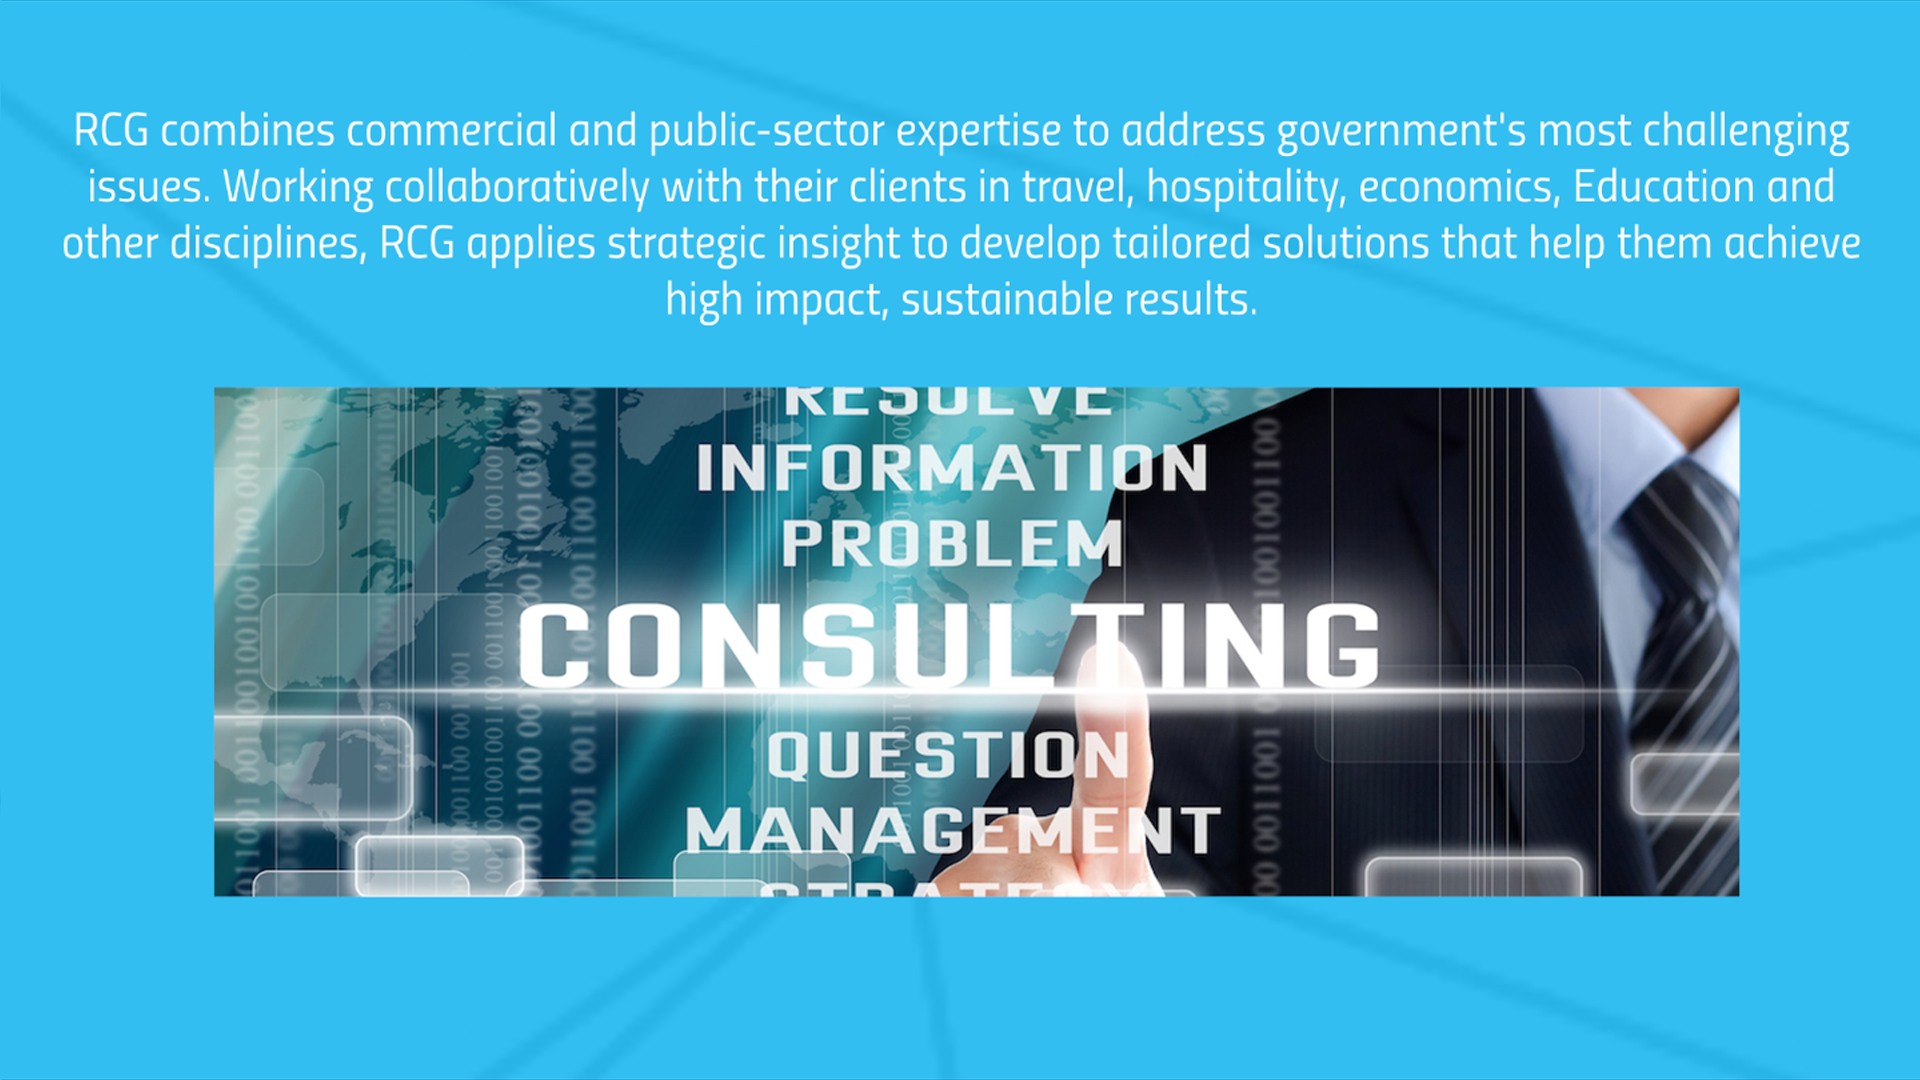 RCG combines commercial and public-sector expertise to address government's most challenging
issues. Working collaboratively with their clients in travel, hospitality, economics, Education and
other disciplines, RCG applies strategic insight to develop tailored solutions that help them achieve
high impact, sustainable results.
RESOLVE
INFORMATION
PROBLEM
CONSULTING
QUESTION
MANAGEMENT
STRATEGY